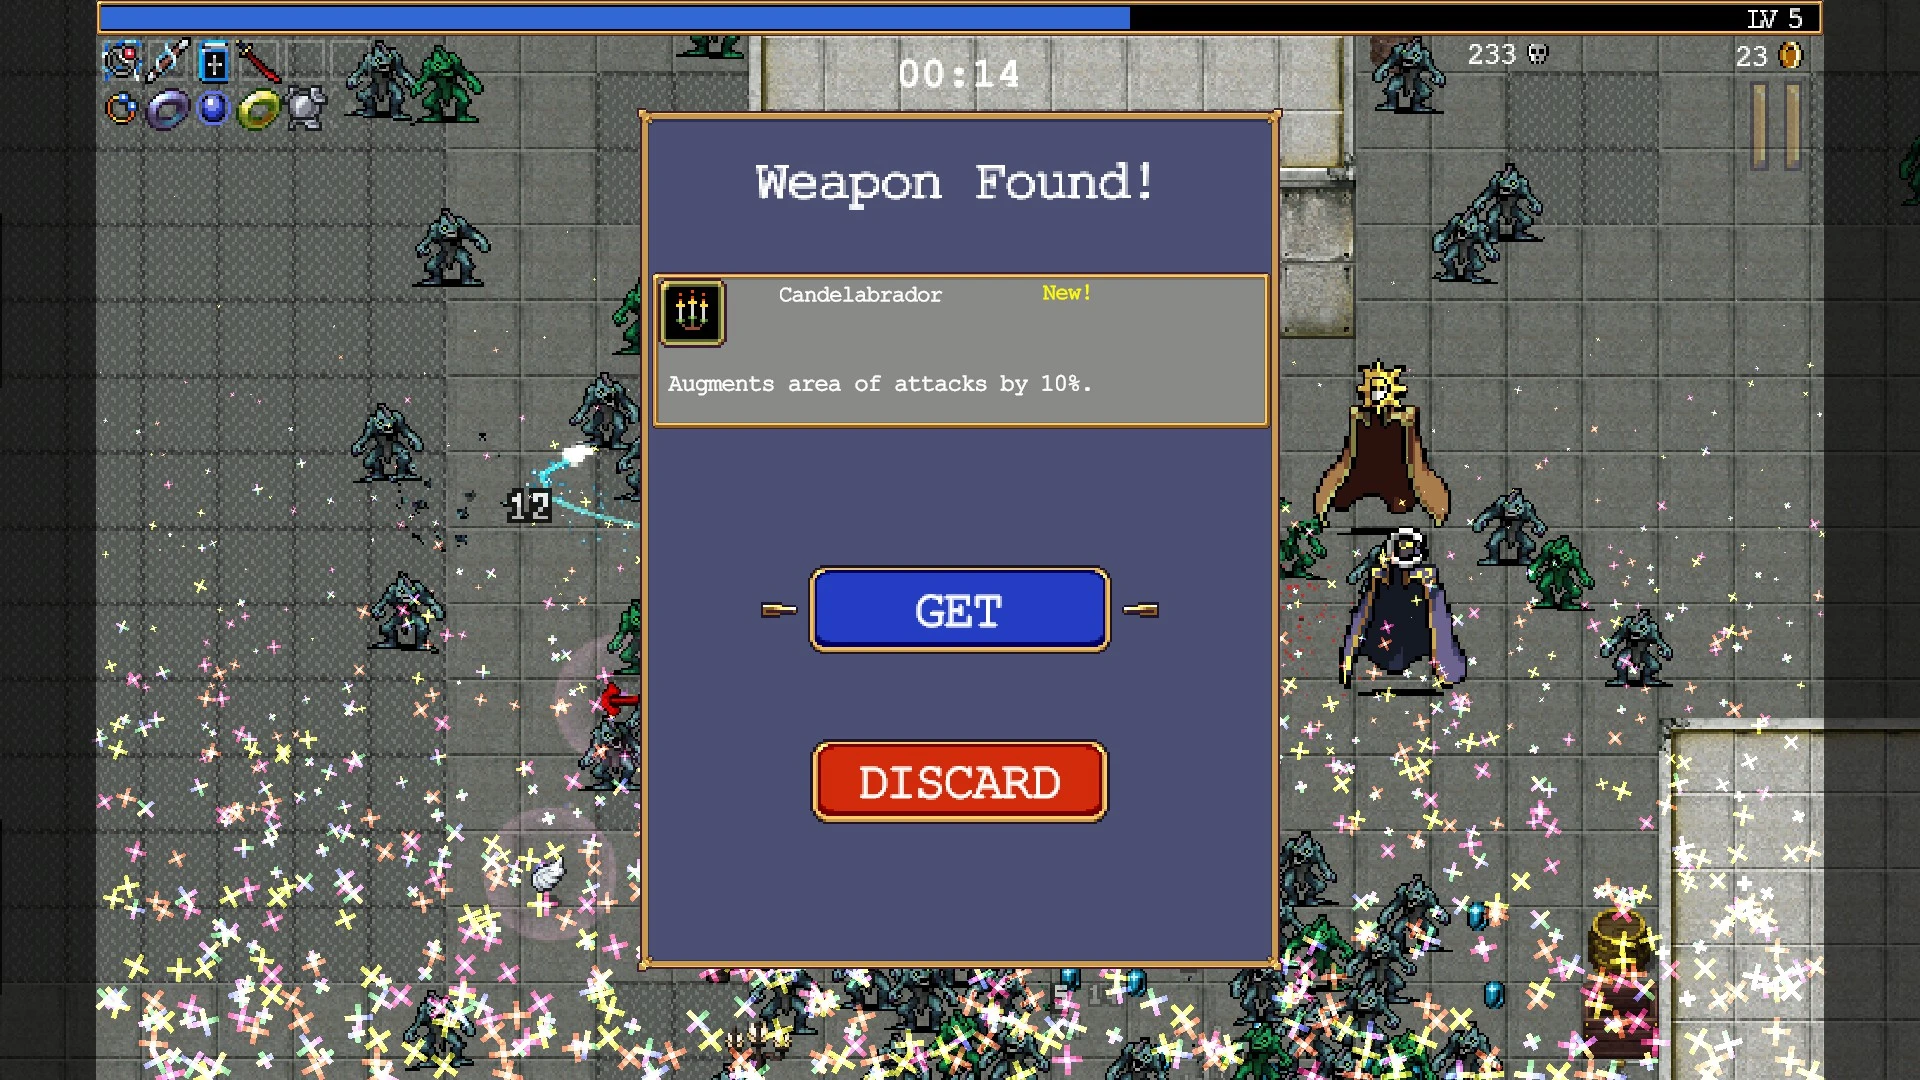 LV 5
233
23
00:14
Weapon Found!
Candelabrador
New!
Augments area of attacks by 10%.
12
GET
DISCARD